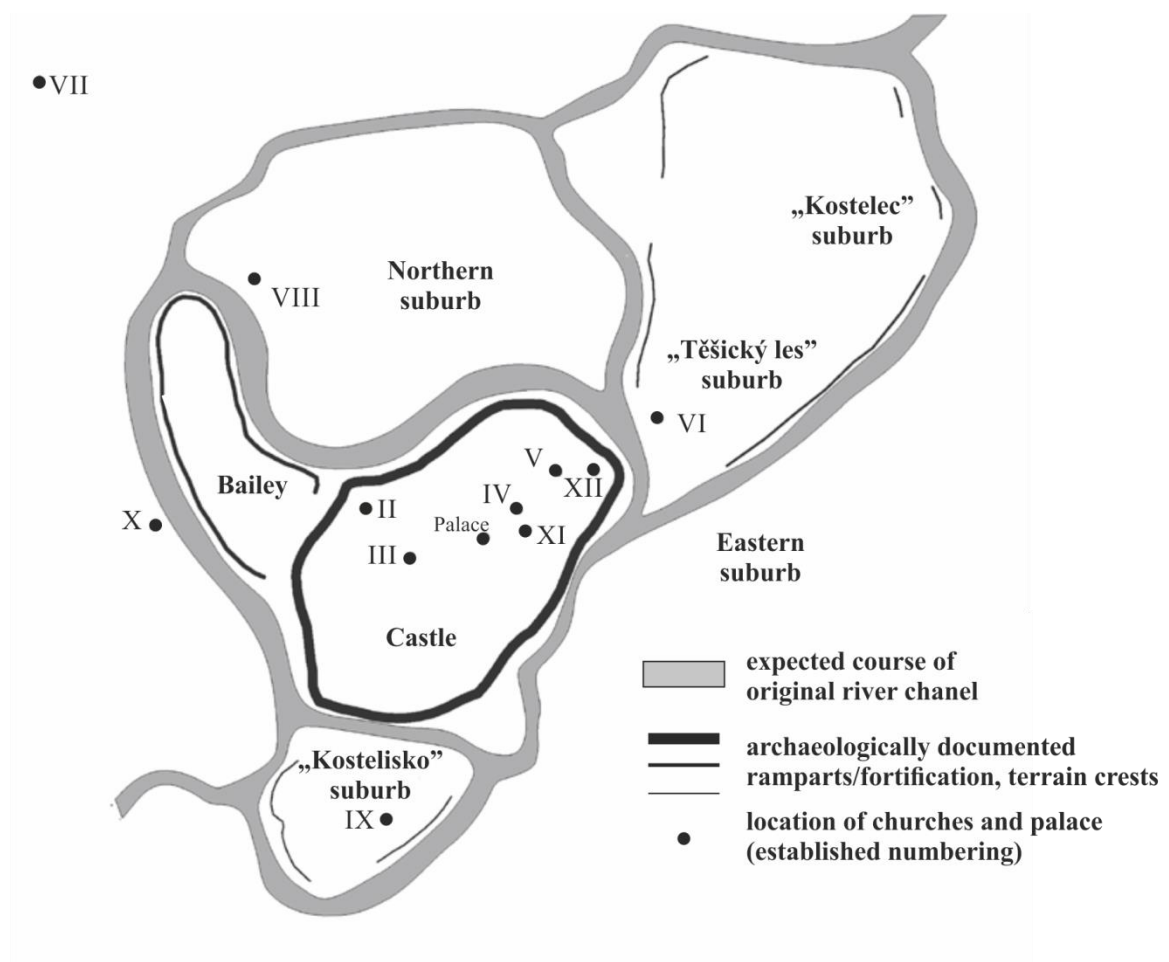 VII
„Kostelec”
suburb
Northern
suburb
VIII
„Těšický les”
suburb
VI
V
XII
Bailey
II
IV
X
Palace
XI
III
Eastern
suburb
Castle
expected course of
original river chanel
„Kostelisko”
suburb
IX
archaeologically documented
ramparts/fortification, terrain crests
location of churches and palace
(established numbering)